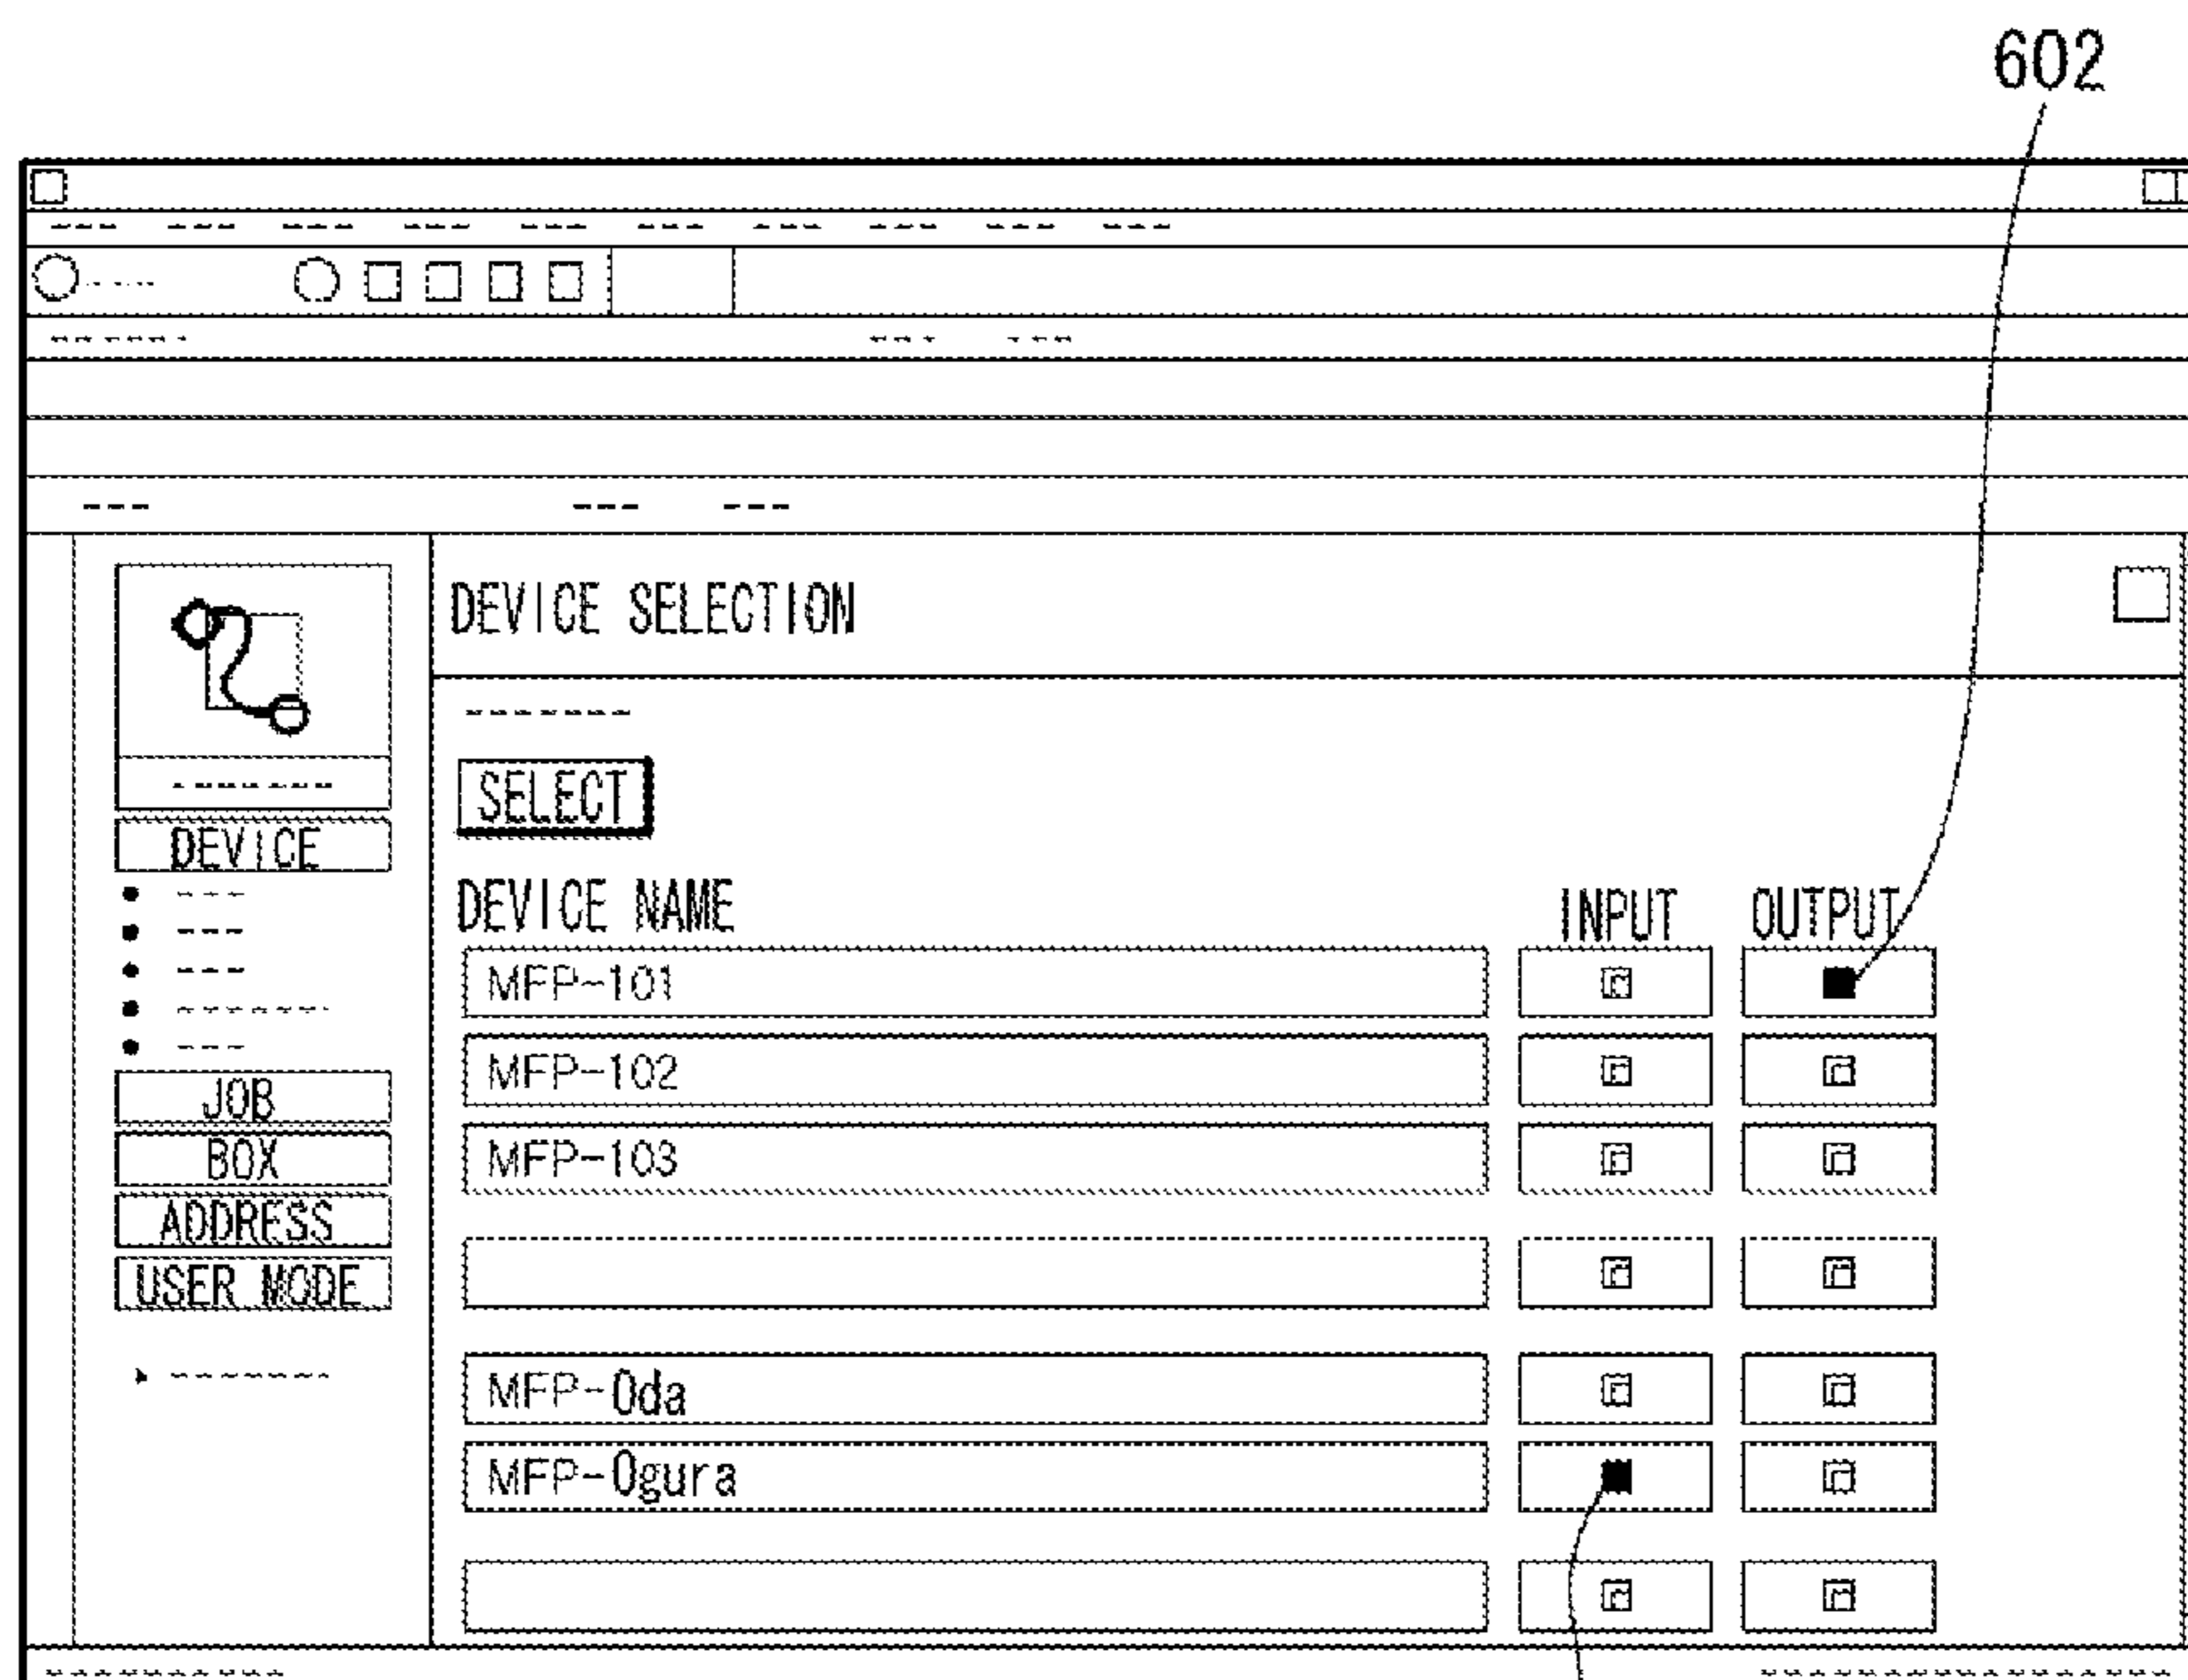 602
DEVICE SELECTION
SELECT
DEVICE
JOB
BOX
ADDRESS
USER MODE
DEVICE NAME INPUT OUTPUT
MFP-101
MFP-102
MFP-103
MFP-Oda
MFP-Ogura